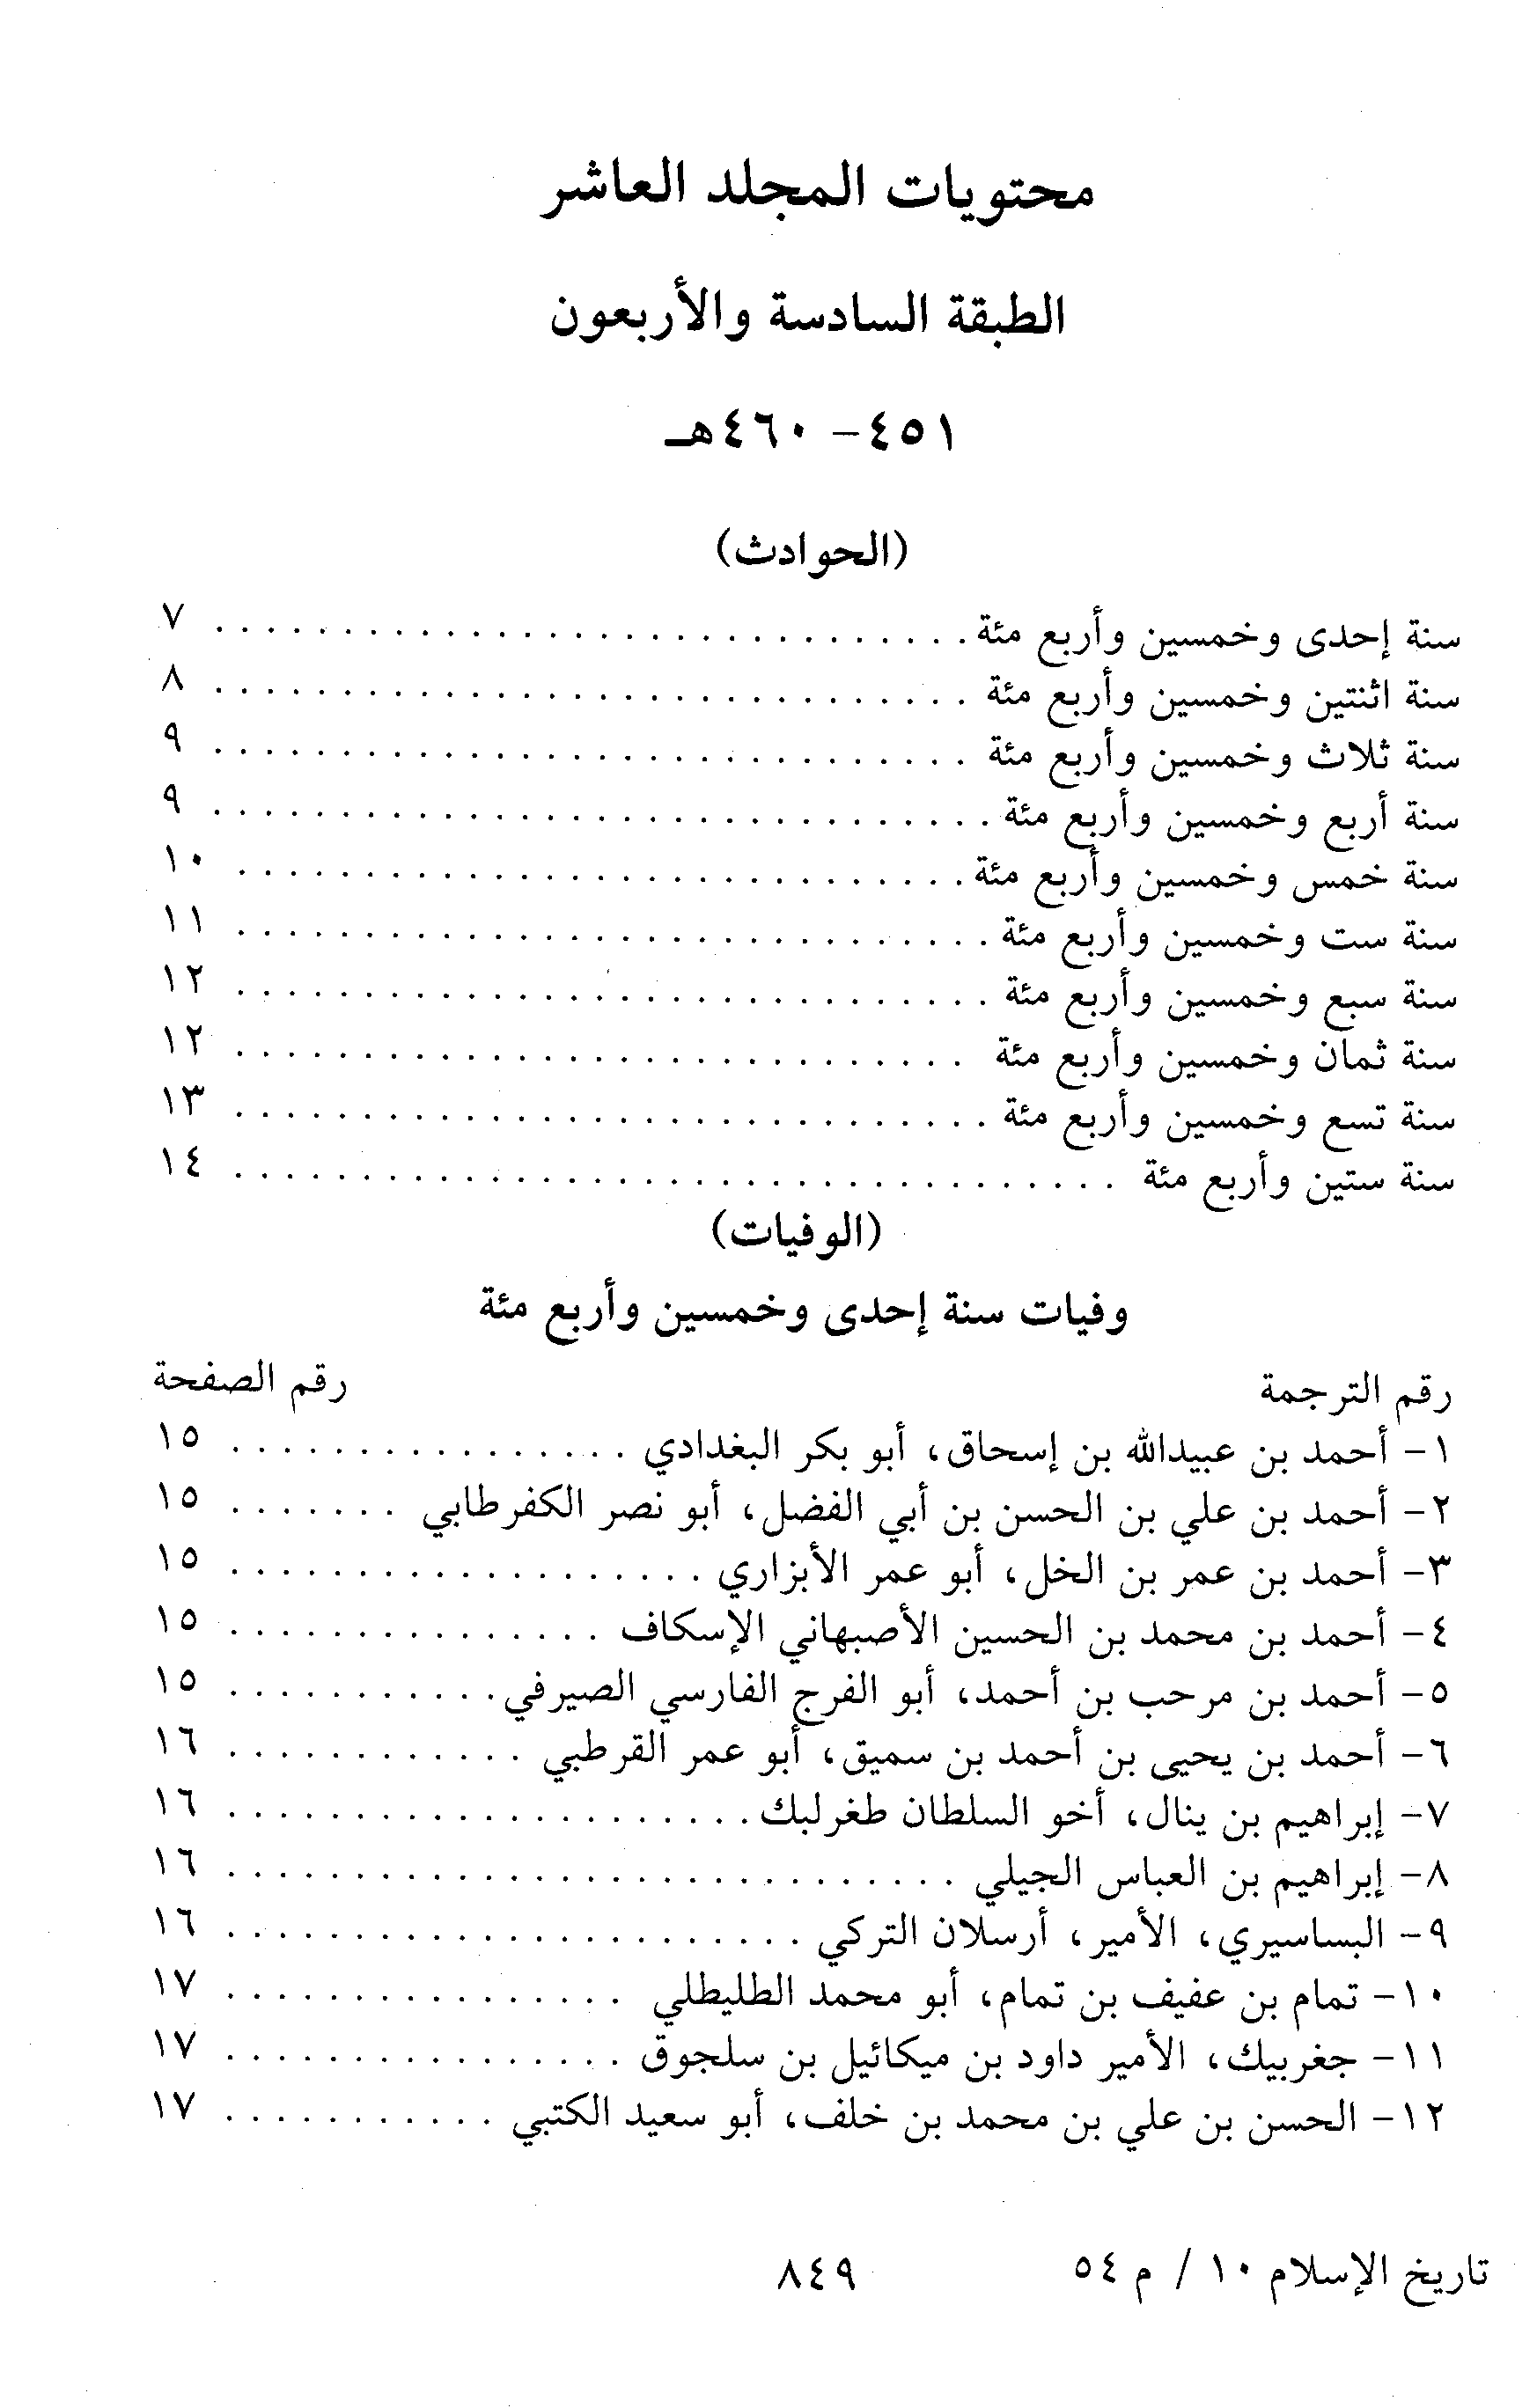 محتويات المجلد العاشر
الطبقة السادسة والأربعون
٤٥١- ٤٦٠هـ
(الحوادث)
سنة إحدى وخمسين وأربع مئة . . . . . . . . . . . . . . . . . . . . . . . . . . . . . . ٧
سنة اثنتين وخمسين وأربع مئة . . . . . . . . . . . . . . . . . . . . . . . . . . . . . . ٨
سنة ثلاث وخمسين وأربع مئة . . . . . . . . . . . . . . . . . . . . . . . . . . . . . . ٩
سنة أربع وخمسين وأربع مئة . . . . . . . . . . . . . . . . . . . . . . . . . . . . . . . ٩
سنة خمس وخمسين وأربع مئة . . . . . . . . . . . . . . . . . . . . . . . . . . . . . ١٠
سنة ست وخمسين وأربع مئة . . . . . . . . . . . . . . . . . . . . . . . . . . . . . . ١١
سنة سبع وخمسين وأربع مئة . . . . . . . . . . . . . . . . . . . . . . . . . . . . . . ١٢
سنة ثمان وخمسين وأربع مئة . . . . . . . . . . . . . . . . . . . . . . . . . . . . . ١٢
سنة تسع وخمسين وأربع مئة . . . . . . . . . . . . . . . . . . . . . . . . . . . . . . ١٣
سنة ستين وأربع مئة . . . . . . . . . . . . . . . . . . . . . . . . . . . . . . . . . . . ١٤
(الوفيات)
وفيات سنة إحدى وخمسين وأربع مئة
رقم الترجمة رقم الصفحة
١- أحمد بن عبيدالله بن إسحاق، أبو بكر البغدادي . . . . . . . . . . . . . . . . ١٥
٢- أحمد بن علي بن الحسن بن أبي الفضل، أبو نصر الكفرطابي . . . . . . . ١٥
٣- أحمد بن عمر بن الخل، أبو عمر الأبزاري . . . . . . . . . . . . . . . . . . . ١٥
٤- أحمد بن محمد بن الحسين الأصبهاني الإسكاف . . . . . . . . . . . . . . . ١٥
٥- أحمد بن مرحب بن أحمد، أبو الفرج الفارسي الصيرفي . . . . . . . . . . . ١٥
٦- أحمد بن يحيى بن أحمد بن سميق، أبو عمر القرطبي . . . . . . . . . . . . ١٦
٧- إبراهيم بن ينال، أخو السلطان طغرلبك . . . . . . . . . . . . . . . . . . . . . ١٦
٨- إبراهيم بن العباس الجيلي . . . . . . . . . . . . . . . . . . . . . . . . . . . . . ١٦
٩- البساسيري، الأمير، أرسلان التركي . . . . . . . . . . . . . . . . . . . . . . . ١٦
١٠- تمام بن عفيف بن تمام، أبو محمد الطليطلي . . . . . . . . . . . . . . . . ١٧
١١- جغربيك، الأمير داود بن ميكائيل بن سلجوق . . . . . . . . . . . . . . . . ١٧
١٢- الحسن بن علي بن محمد بن خلف، أبو سعيد الكتبي . . . . . . . . . . . ١٧
تاريخ الإسلام ١٠ / م ٥٤ ٨٤٩